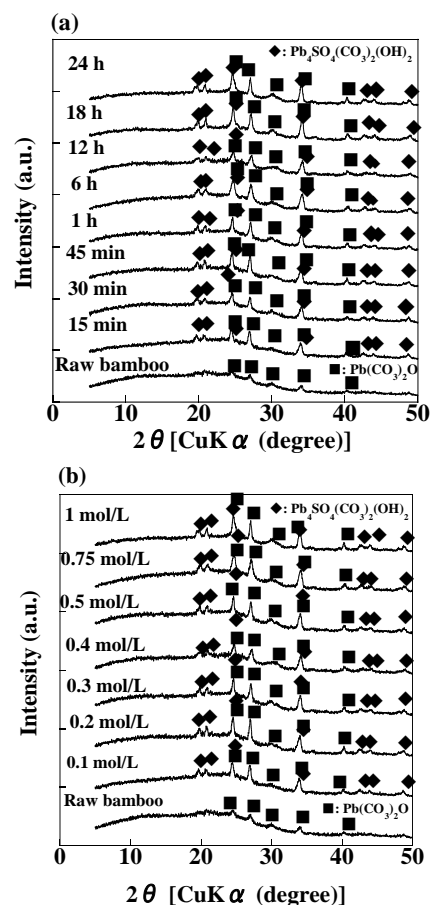 (a)
◆: Pb4SO4(CO3)2(OH)2
24 h
18 h
12 h
6 h
1 h
45 min
30 min
15 min
Raw bamboo
■: Pb(CO3)2O
Intensity (a.u.)
0 10 20 30 40 50
2θ [CuKα (degree)]
(b)
◆: Pb4SO4(CO3)2(OH)2
1 mol/L
0.75 mol/L
0.5 mol/L
0.4 mol/L
0.3 mol/L
0.2 mol/L
0.1 mol/L
Raw bamboo
■: Pb(CO3)2O
Intensity (a.u.)
0 10 20 30 40 50
2θ [CuKα (degree)]